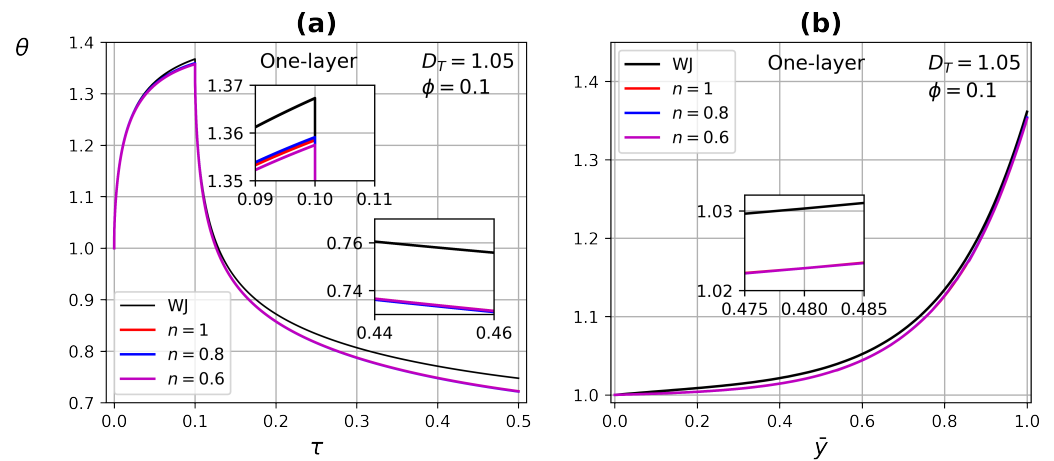 (a)
θ
1.4
1.3
1.2
1.1
1.0
0.9
0.8
0.7
0.0
0.1
0.2
0.3
0.4
0.5
τ
One-layer
D_T = 1.05
ϕ = 0.1
1.37
1.36
1.35
0.09
0.10
0.11
0.76
0.74
0.44
0.46
WJ
n = 1
n = 0.8
n = 0.6
(b)
1.4
1.3
1.2
1.1
1.0
0.0
0.2
0.4
0.6
0.8
1.0
ȳ
WJ
n = 1
n = 0.8
n = 0.6
One-layer
D_T = 1.05
ϕ = 0.1
1.03
1.02
0.475
0.480
0.485